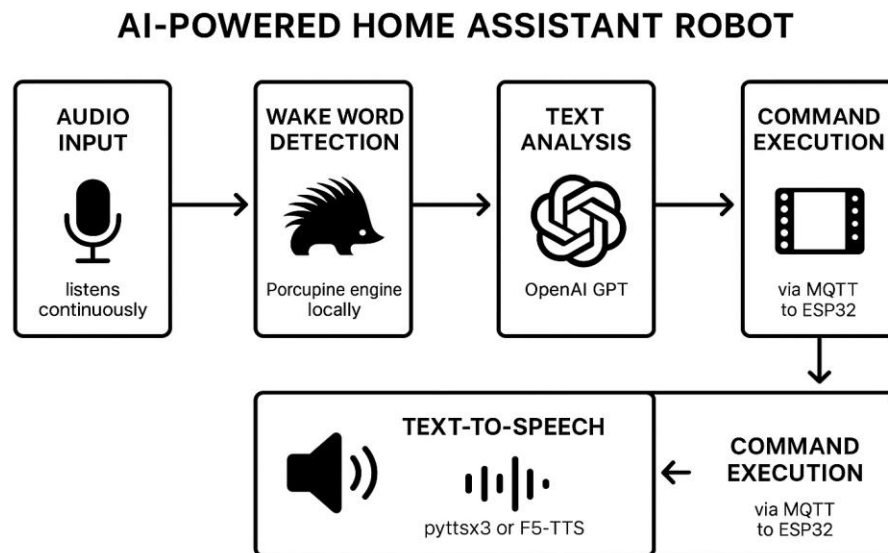 AI-POWERED HOME ASSISTANT ROBOT
AUDIO
INPUT
listens
continuously
WAKE WORD
DETECTION
Porcupine engine
locally
TEXT
ANALYSIS
OpenAI GPT
COMMAND
EXECUTION
via MQTT
to ESP32
TEXT-TO-SPEECH
pyttsx3 or F5-TTS
COMMAND
EXECUTION
via MQTT
to ESP32